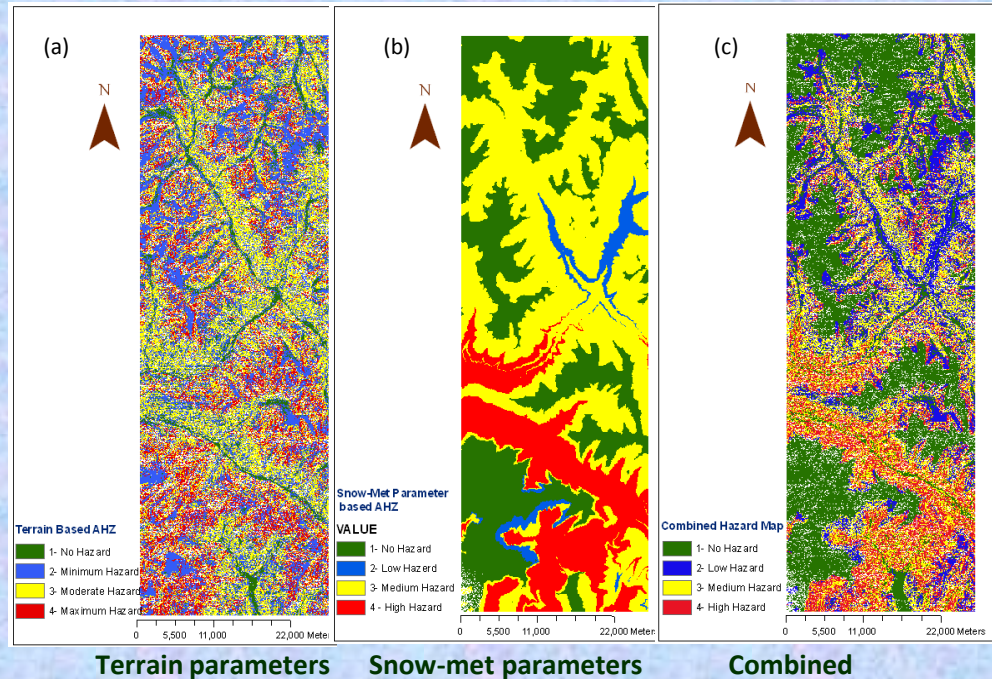 (a)
N
Terrain Based AHZ
1- No Hazard
2- Minimum Hazard
3- Moderate Hazard
4- Maximum Hazard
0 5,500 11,000 22,000 Meters
(b)
N
Snow-Met Parameter
based AHZ
VALUE
1- No Hazard
2- Low Hazerd
3- Medium Hazard
4 - High Hazard
0 5,500 11,000 22,000 Meters
(c)
N
Combined Hazard Map
1- No Hazard
2- Low Hazard
3- Medium Hazard
4- High Hazard
0 5,500 11,000 22,000 Meters
Terrain parameters Snow-met parameters Combined